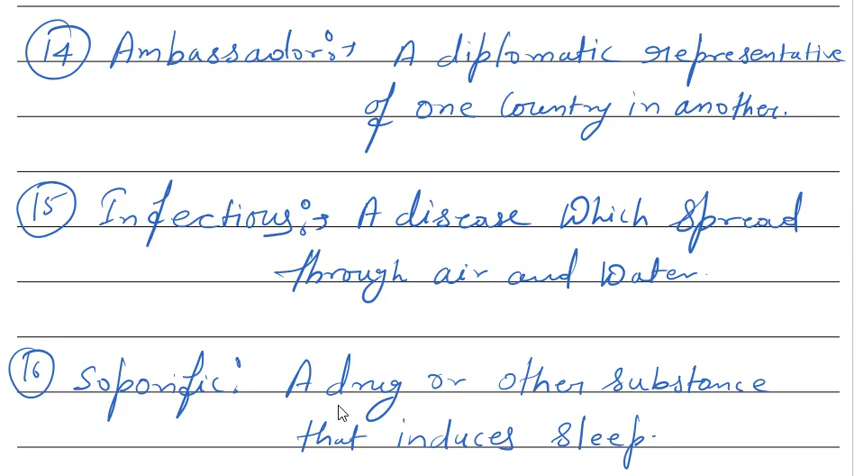 14 Ambassador:→ A diplomatic representative
of one Country in another.
15 Infectious:→ A disease Which Spread
through air and Water.
16 Soporific: A drug or other substance
that induces sleep.